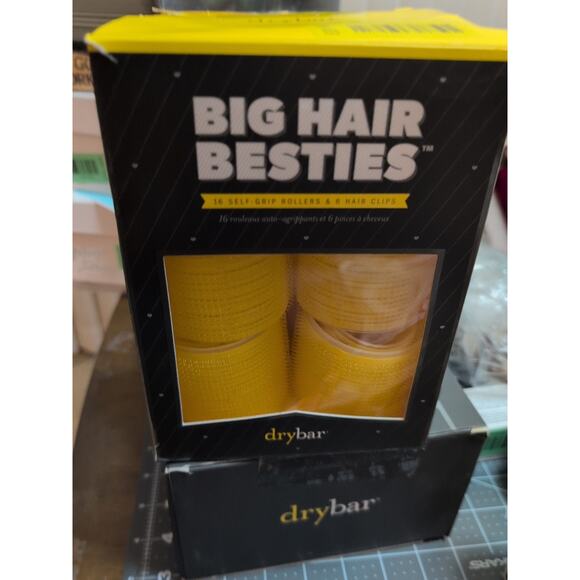 BIG HAIR
BESTIES™
16 SELF-GRIP ROLLERS & 6 HAIR CLIPS
16 rouleaux auto-agrippants et 6 pinces à cheveux
drybar
drybar